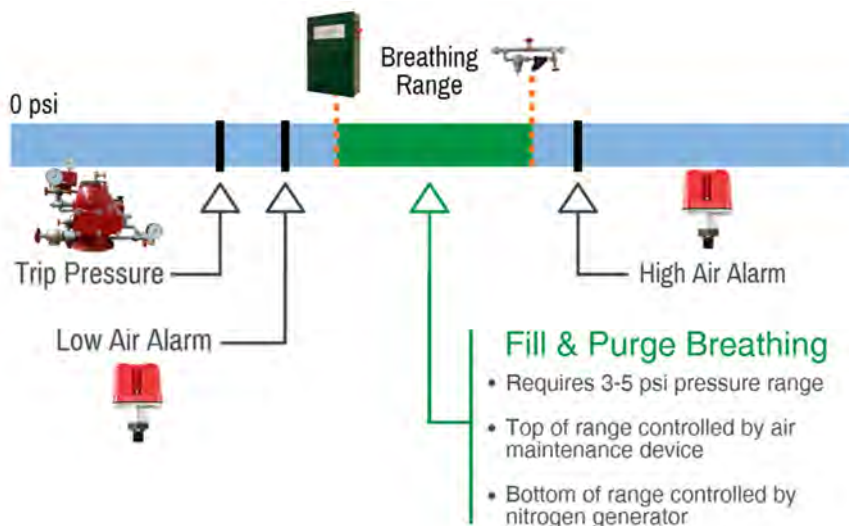 Breathing
Range
0 psi
Trip Pressure
High Air Alarm
Low Air Alarm
Fill & Purge Breathing
• Requires 3-5 psi pressure range
• Top of range controlled by air
maintenance device
• Bottom of range controlled by
nitrogen generator